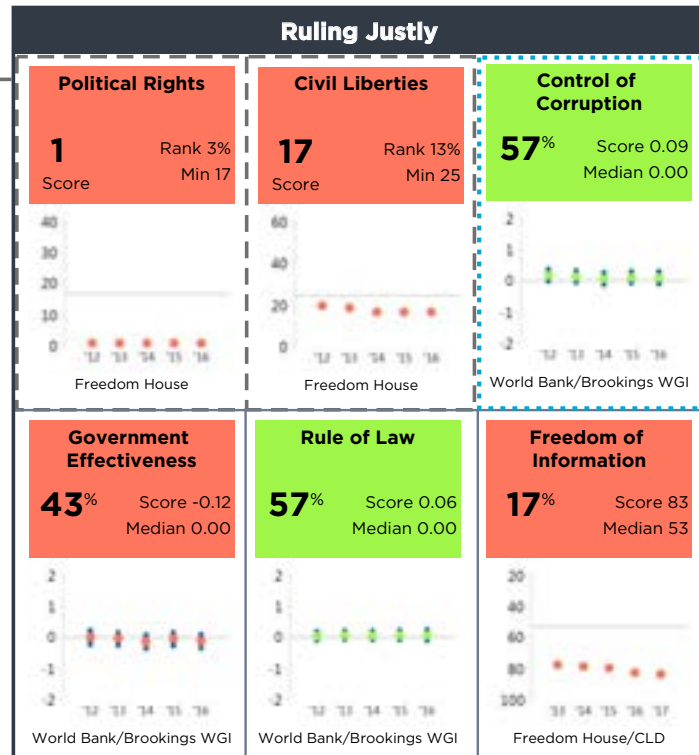 Ruling Justly
Political Rights
1
Score
Rank 3%
Min 17
40
30
20
10
0
'12 '13 '14 '15 '16
Freedom House
Civil Liberties
17
Score
Rank 13%
Min 25
60
40
20
0
'12 '13 '14 '15 '16
Freedom House
Control of
Corruption
57%
Score 0.09
Median 0.00
2
1
0
-1
-2
'12 '13 '14 '15 '16
World Bank/Brookings WGI
Government
Effectiveness
43%
Score -0.12
Median 0.00
2
1
0
-1
-2
'12 '13 '14 '15 '16
World Bank/Brookings WGI
Rule of Law
57%
Score 0.06
Median 0.00
2
1
0
-1
-2
'12 '13 '14 '15 '16
World Bank/Brookings WGI
Freedom of
Information
17%
Score 83
Median 53
20
40
60
80
100
'13 '14 '15 '16 '17
Freedom House/CLD